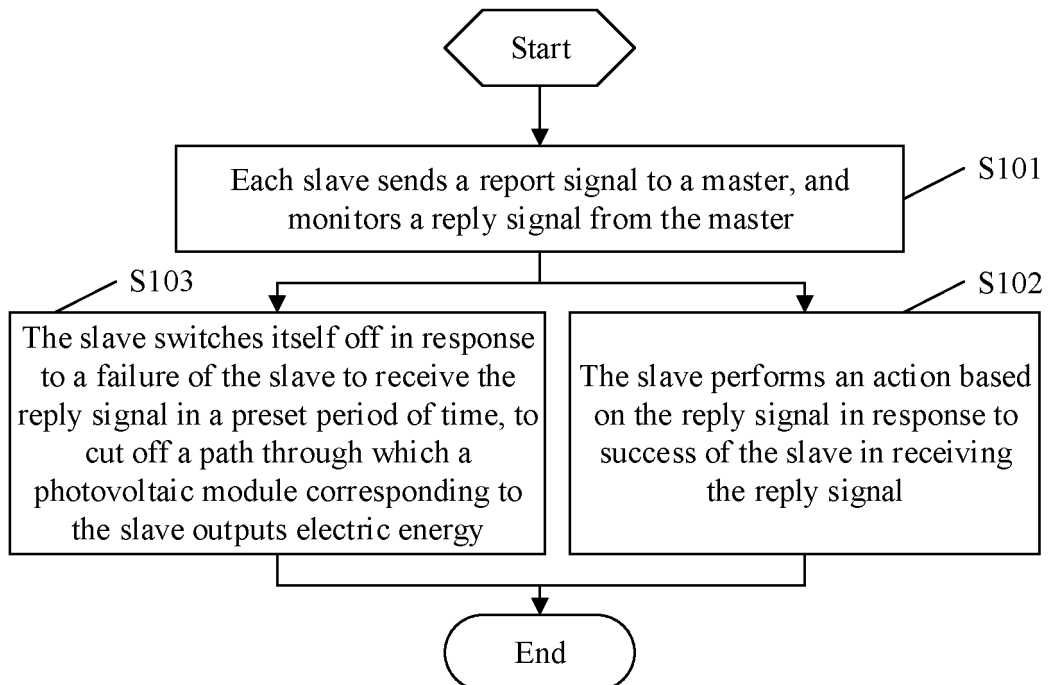 Start
Each slave sends a report signal to a master, and
monitors a reply signal from the master
S101
S103
The slave switches itself off in response
to a failure of the slave to receive the
reply signal in a preset period of time, to
cut off a path through which a
photovoltaic module corresponding to
the slave outputs electric energy
S102
The slave performs an action based
on the reply signal in response to
success of the slave in receiving
the reply signal
End